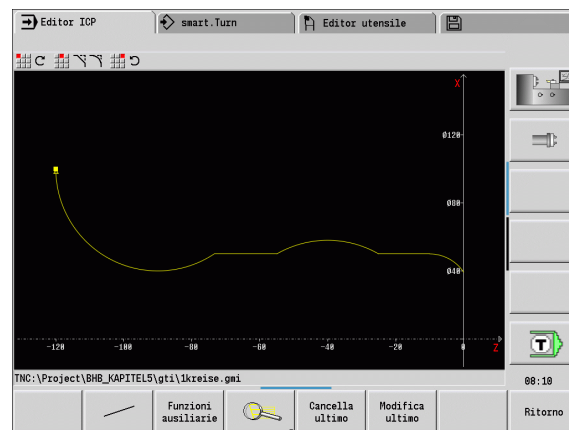 Editor ICP
smart.Turn
Editor utensile
X
Ø120
Ø80
Ø40
-120
-100
-80
-60
-40
-20
0
Z
T
TNC:\Project\BHB_KAPITEL5\gti\1kreise.gmi
00:10
Funzioni
ausiliarie
Cancella
ultimo
Modifica
ultimo
Ritorno